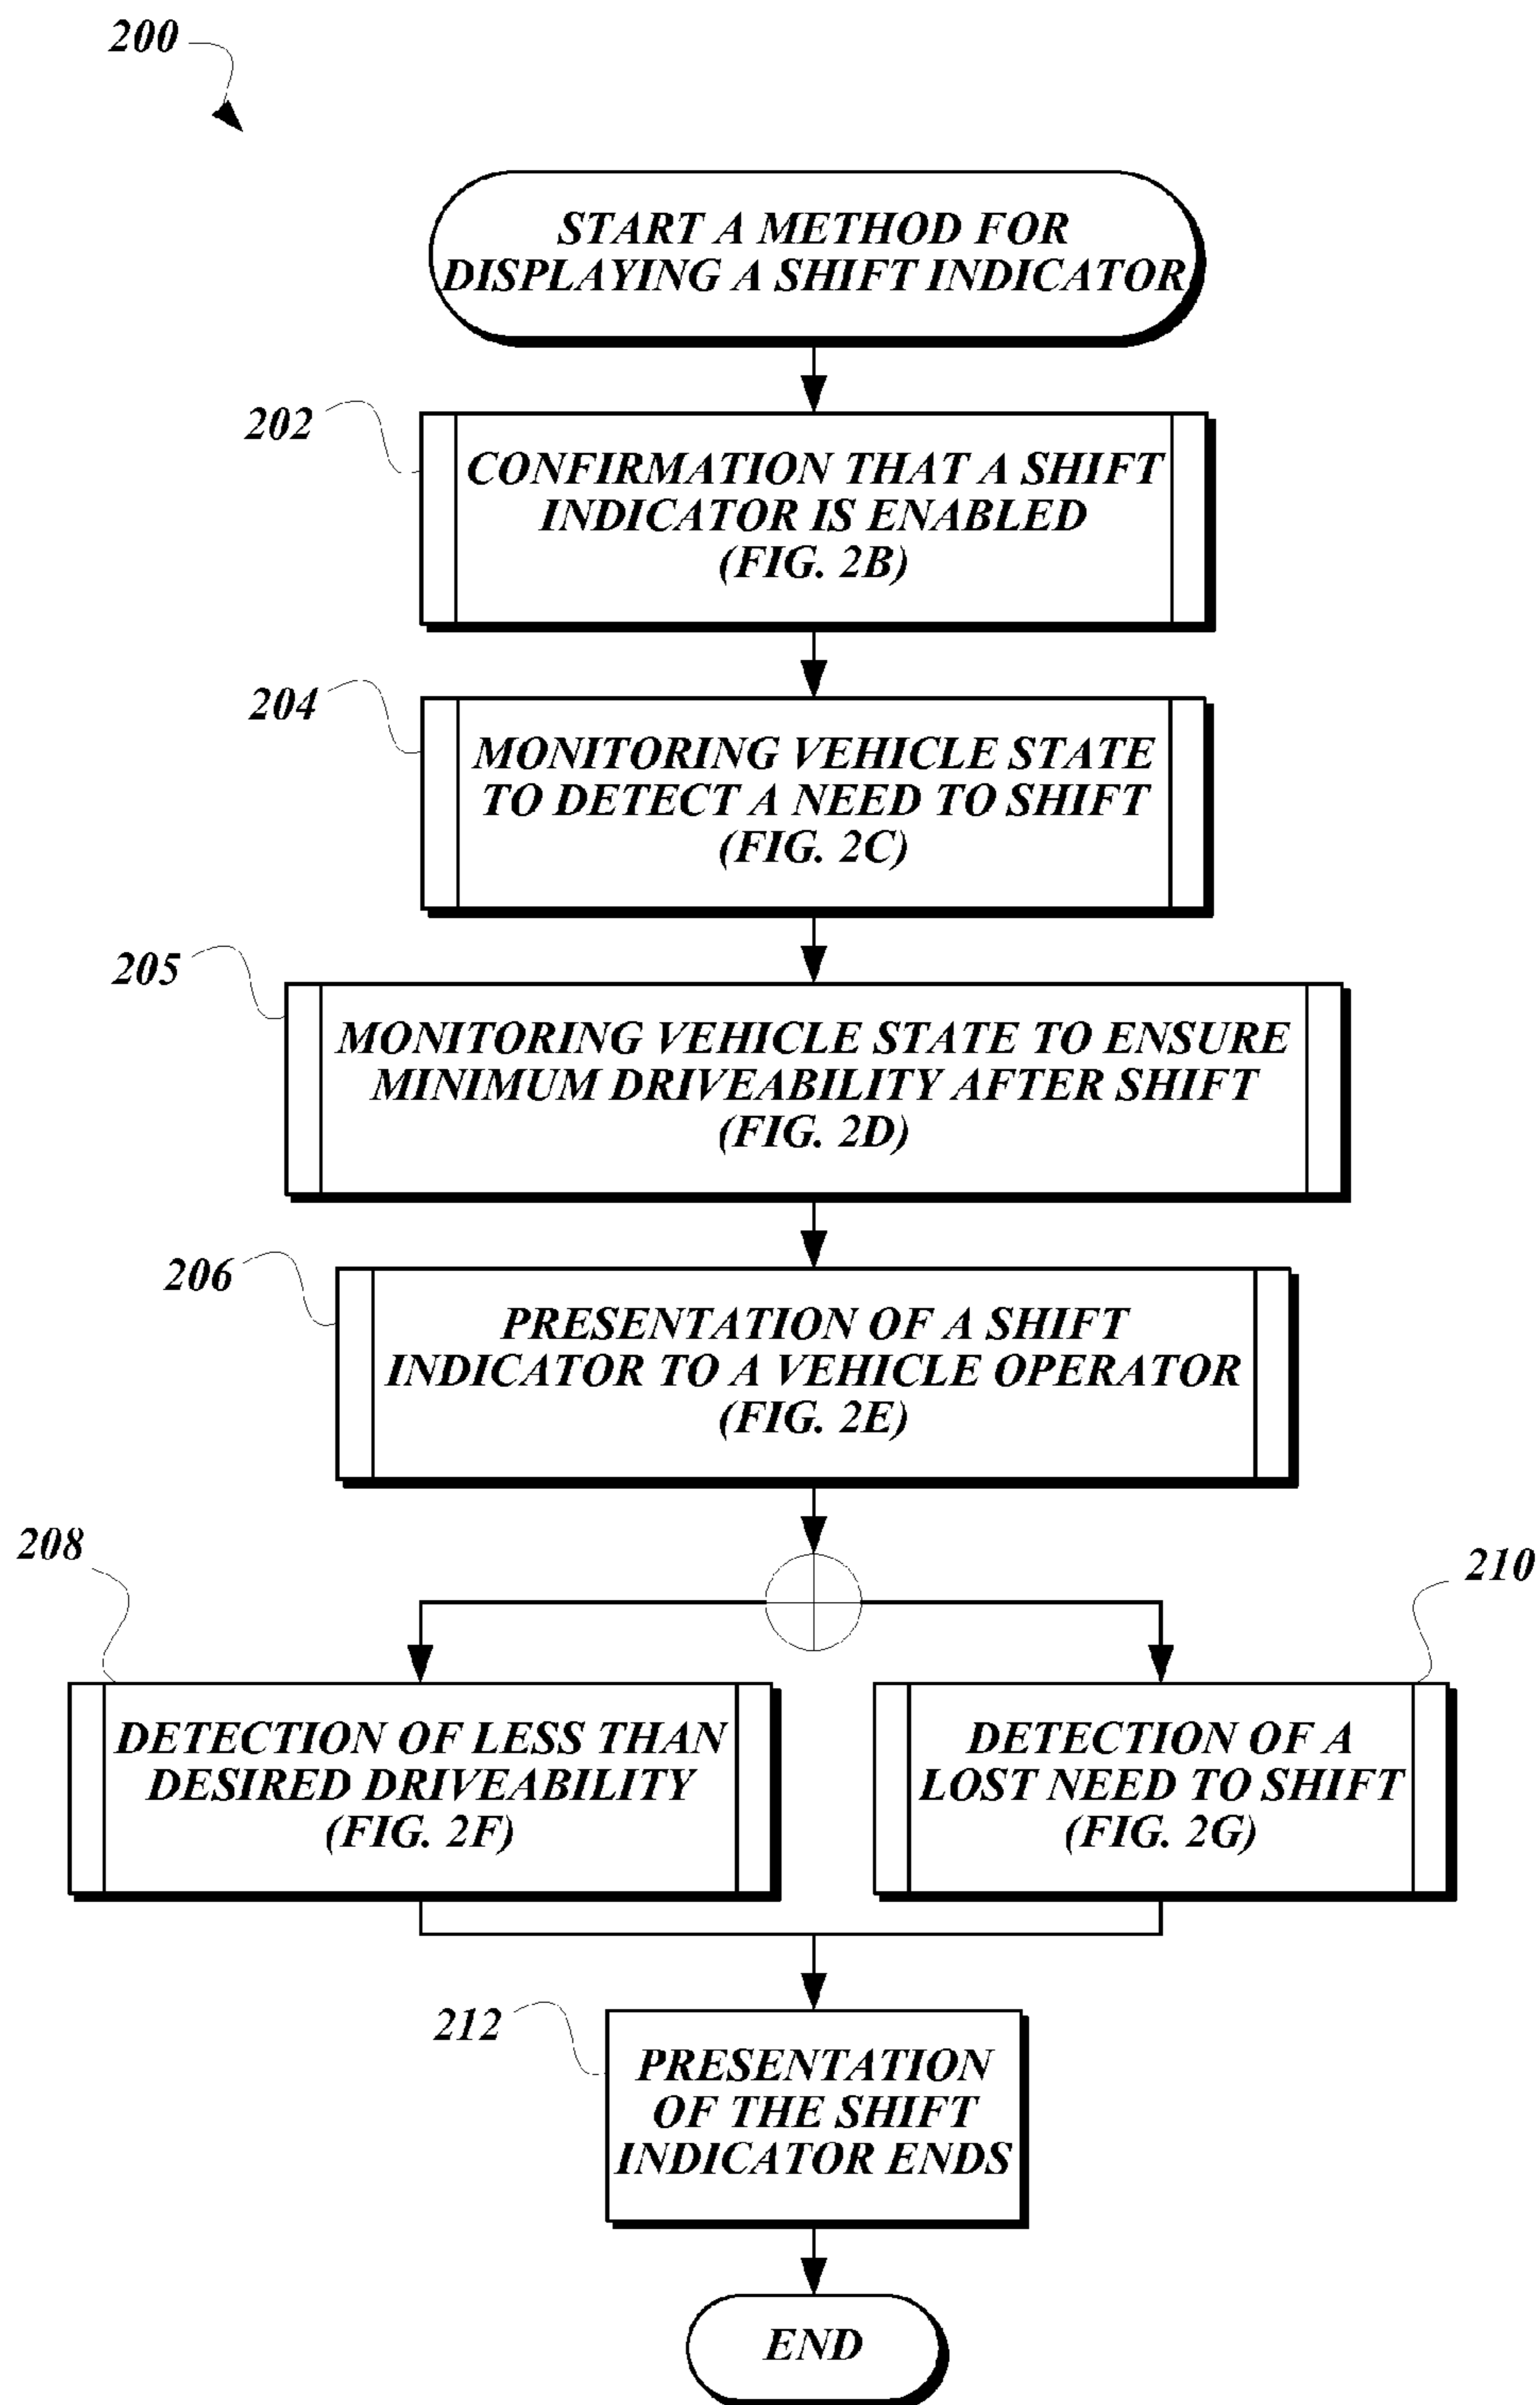 200
START A METHOD FOR
DISPLAYING A SHIFT INDICATOR
202
CONFIRMATION THAT A SHIFT
INDICATOR IS ENABLED
(FIG. 2B)
204
MONITORING VEHICLE STATE
TO DETECT A NEED TO SHIFT
(FIG. 2C)
205
MONITORING VEHICLE STATE TO ENSURE
MINIMUM DRIVEABILITY AFTER SHIFT
(FIG. 2D)
206
PRESENTATION OF A SHIFT
INDICATOR TO A VEHICLE OPERATOR
(FIG. 2E)
208
DETECTION OF LESS THAN
DESIRED DRIVEABILITY
(FIG. 2F)
210
DETECTION OF A
LOST NEED TO SHIFT
(FIG. 2G)
212
PRESENTATION
OF THE SHIFT
INDICATOR ENDS
END